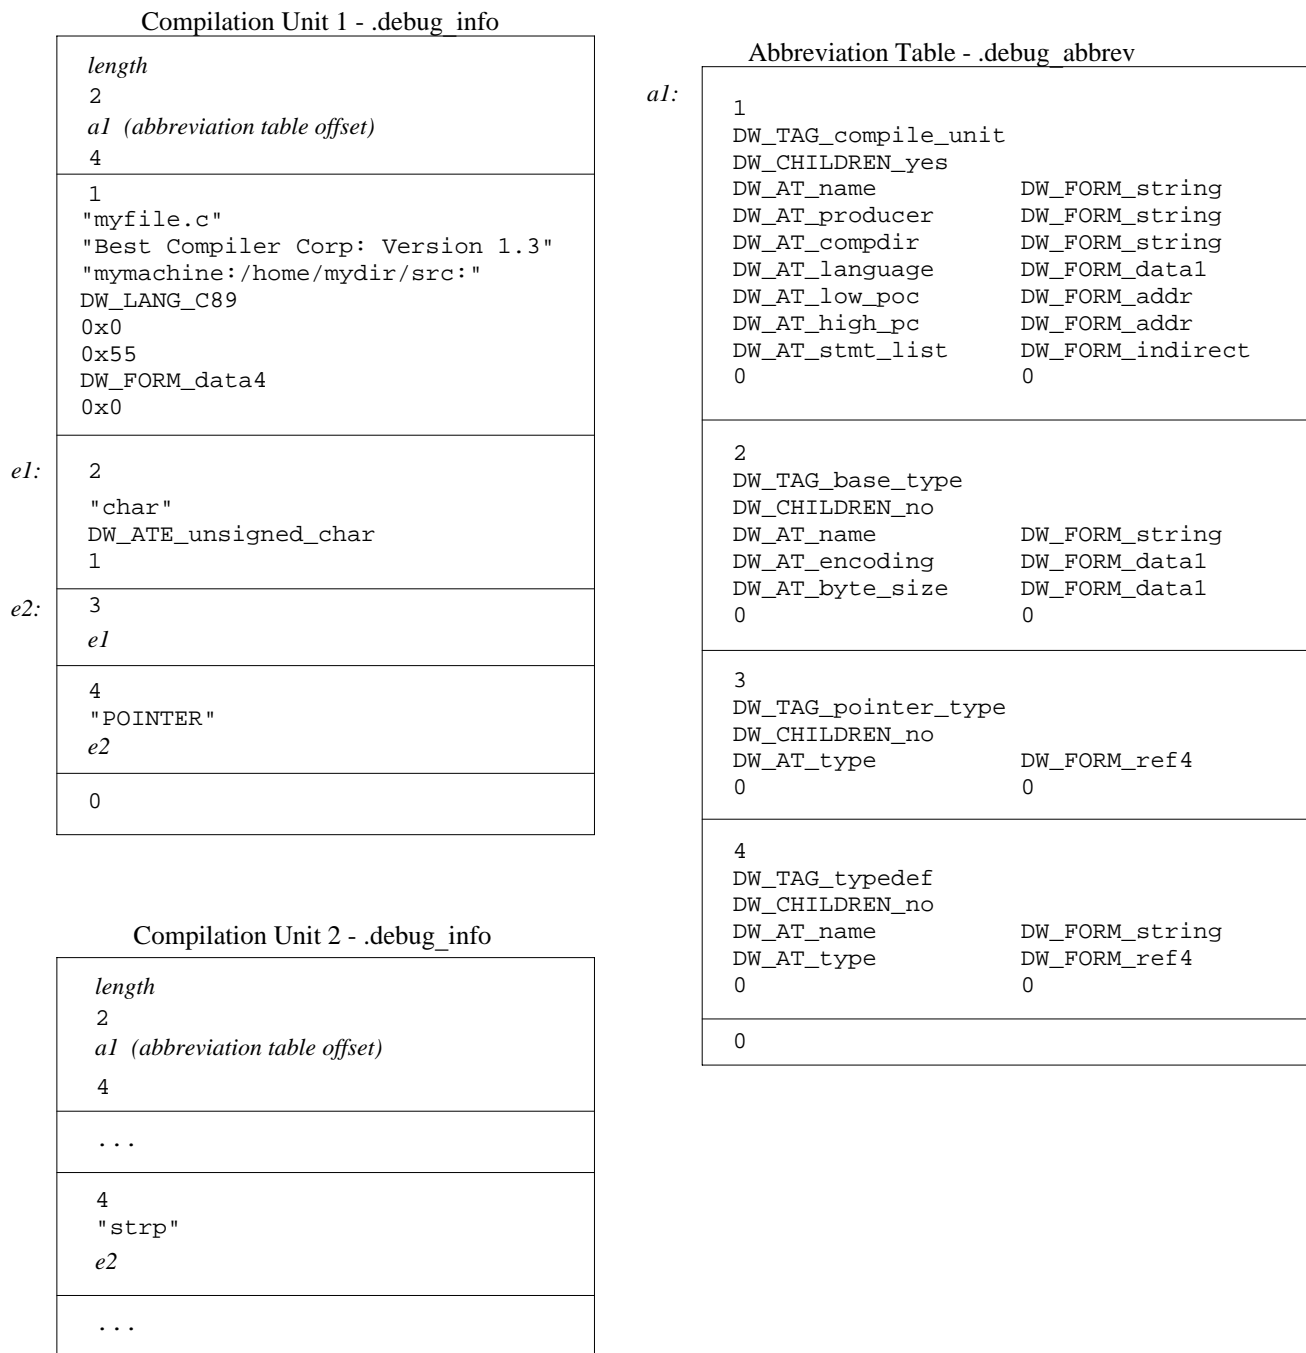 Compilation Unit 1 - .debug_info
length
2
a1 (abbreviation table offset)
4
1
"myfile.c"
"Best Compiler Corp: Version 1.3"
"mymachine:/home/mydir/src:"
DW_LANG_C89
0x0
0x55
DW_FORM_data4
0x0
e1:
2
"char"
DW_ATE_unsigned_char
1
e2:
3
e1
4
"POINTER"
e2
0
Compilation Unit 2 - .debug_info
length
2
a1 (abbreviation table offset)
4
...
4
"strp"
e2
...
Abbreviation Table - .debug_abbrev
a1:
1
DW_TAG_compile_unit
DW_CHILDREN_yes
DW_AT_name DW_FORM_string
DW_AT_producer DW_FORM_string
DW_AT_compdir DW_FORM_string
DW_AT_language DW_FORM_data1
DW_AT_low_poc DW_FORM_addr
DW_AT_high_pc DW_FORM_addr
DW_AT_stmt_list DW_FORM_indirect
0 0
2
DW_TAG_base_type
DW_CHILDREN_no
DW_AT_name DW_FORM_string
DW_AT_encoding DW_FORM_data1
DW_AT_byte_size DW_FORM_data1
0 0
3
DW_TAG_pointer_type
DW_CHILDREN_no
DW_AT_type DW_FORM_ref4
0 0
4
DW_TAG_typedef
DW_CHILDREN_no
DW_AT_name DW_FORM_string
DW_AT_type DW_FORM_ref4
0 0
0